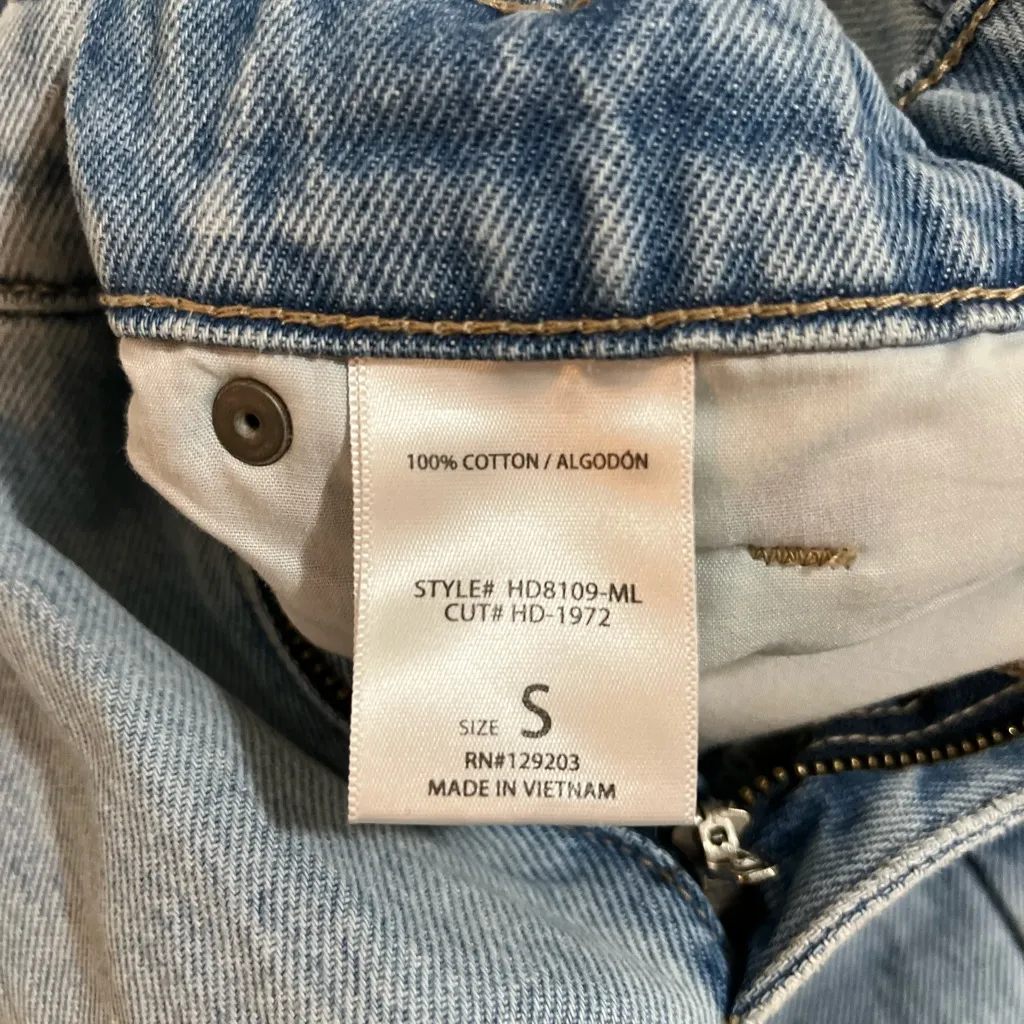 100% COTTON / ALGODÓN
STYLE# HD8109-ML
CUT# HD-1972
SIZE S
RN#129203
MADE IN VIETNAM